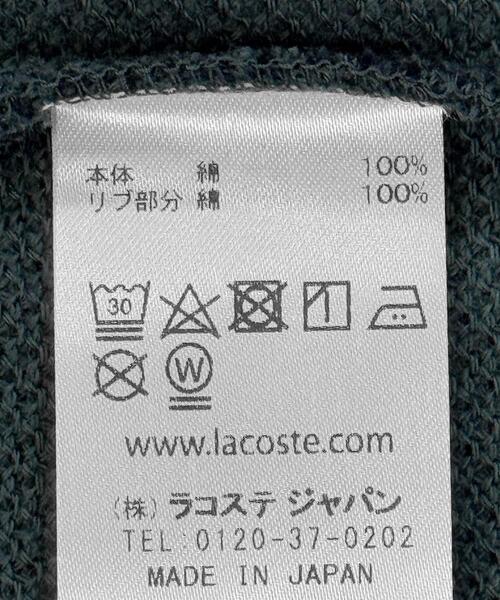 本体 綿 100%
リブ部分 綿 100%
30
W
www.lacoste.com
(株) ラコステ ジャパン
TEL:0120-37-0202
MADE IN JAPAN